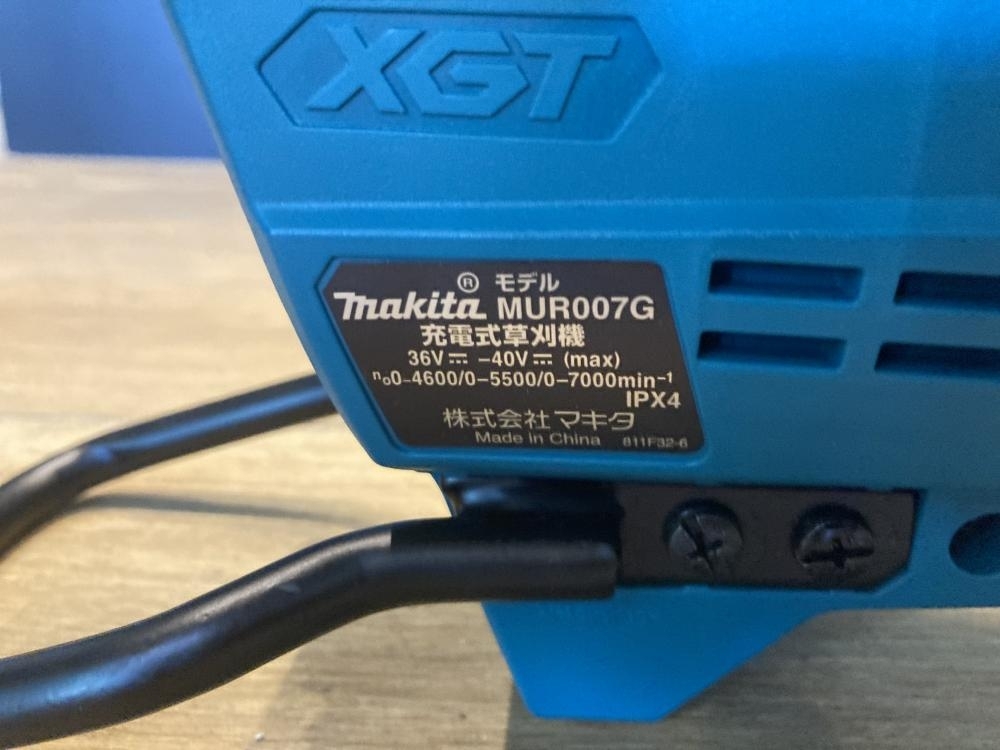 XGT
® モデル
makita MUR007G
充電式草刈機
36V⎓ –40V⎓ (max)
n₀0–4600/0–5500/0–7000min⁻¹
IPX4
株式会社マキタ
Made in China 811F32-6